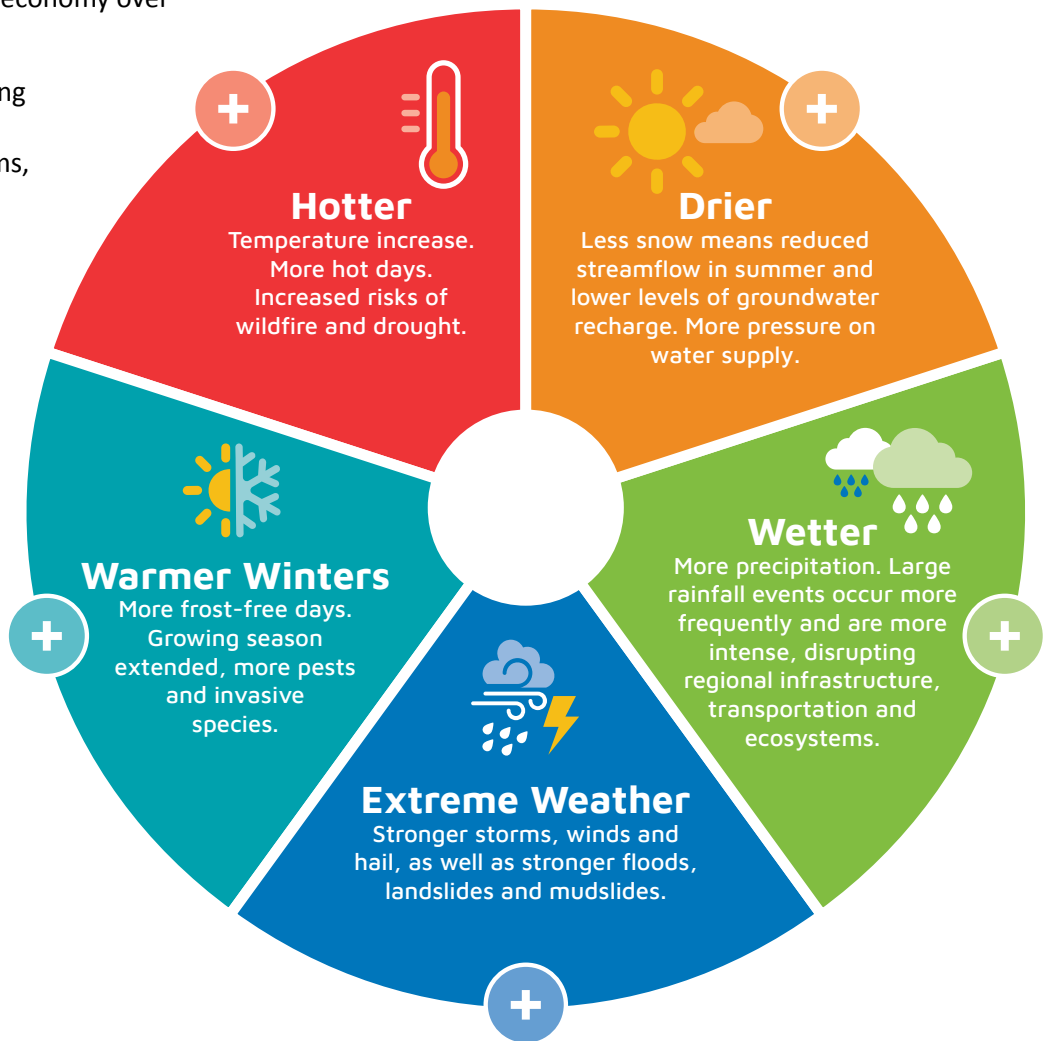 economy over
ng
ns,
Hotter
Temperature increase.
More hot days.
Increased risks of
wildfire and drought.
Drier
Less snow means reduced
streamflow in summer and
lower levels of groundwater
recharge. More pressure on
water supply.
Wetter
More precipitation. Large
rainfall events occur more
frequently and are more
intense, disrupting
regional infrastructure,
transportation and
ecosystems.
Extreme Weather
Stronger storms, winds and
hail, as well as stronger floods,
landslides and mudslides.
Warmer Winters
More frost-free days.
Growing season
extended, more pests
and invasive
species.